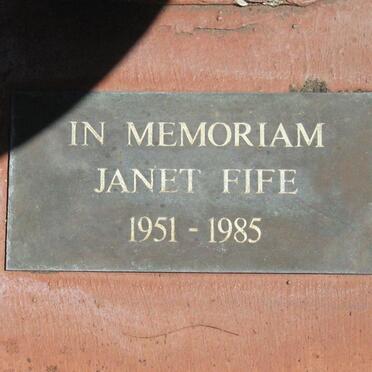 IN MEMORIAM
JANET FIFE
1951 - 1985